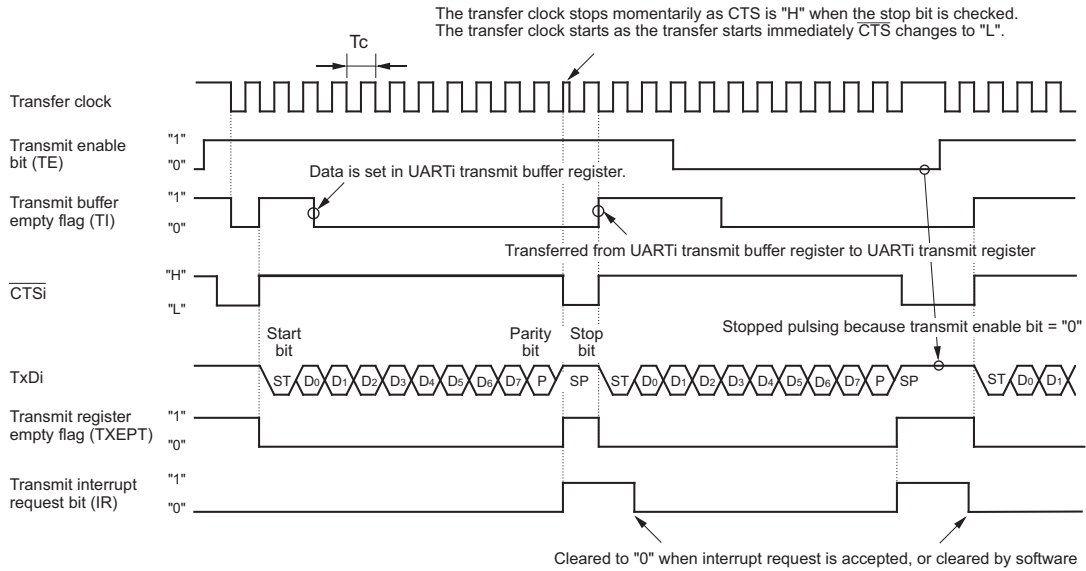 The transfer clock stops momentarily as CTS is "H" when the stop bit is checked.
The transfer clock starts as the transfer starts immediately CTS changes to "L".
Tc
Transfer clock
Transmit enable
bit (TE)
"1"
"0"
Data is set in UARTi transmit buffer register.
Transmit buffer
empty flag (TI)
"1"
"0"
Transferred from UARTi transmit buffer register to UARTi transmit register
CTSi
"H"
"L"
Stopped pulsing because transmit enable bit = "0"
Start
bit
Parity
bit
Stop
bit
TxDi
ST D0 D1 D2 D3 D4 D5 D6 D7 P SP ST D0 D1 D2 D3 D4 D5 D6 D7 P SP ST D0 D1
Transmit register
empty flag (TXEPT)
"1"
"0"
Transmit interrupt
request bit (IR)
"1"
"0"
Cleared to "0" when interrupt request is accepted, or cleared by software